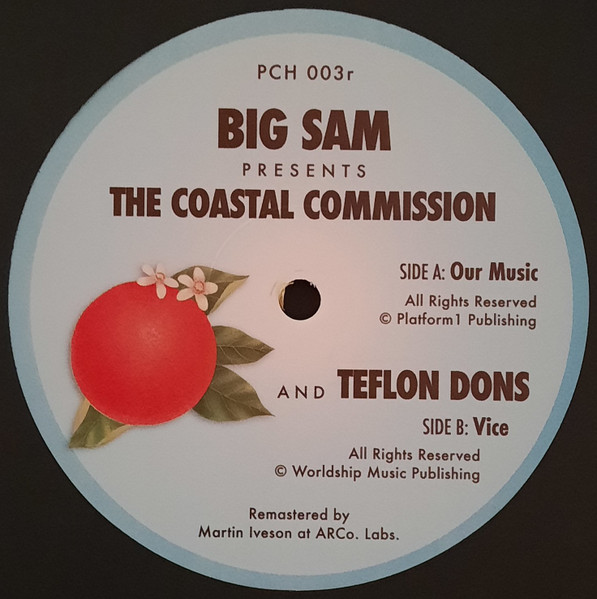 PCH 003r
BIG SAM
PRESENTS
THE COASTAL COMMISSION
SIDE A: Our Music
All Rights Reserved
© Platform1 Publishing
AND TEFLON DONS
SIDE B: Vice
All Rights Reserved
© Worldship Music Publishing
Remastered by
Martin Iveson at ARCo. Labs.